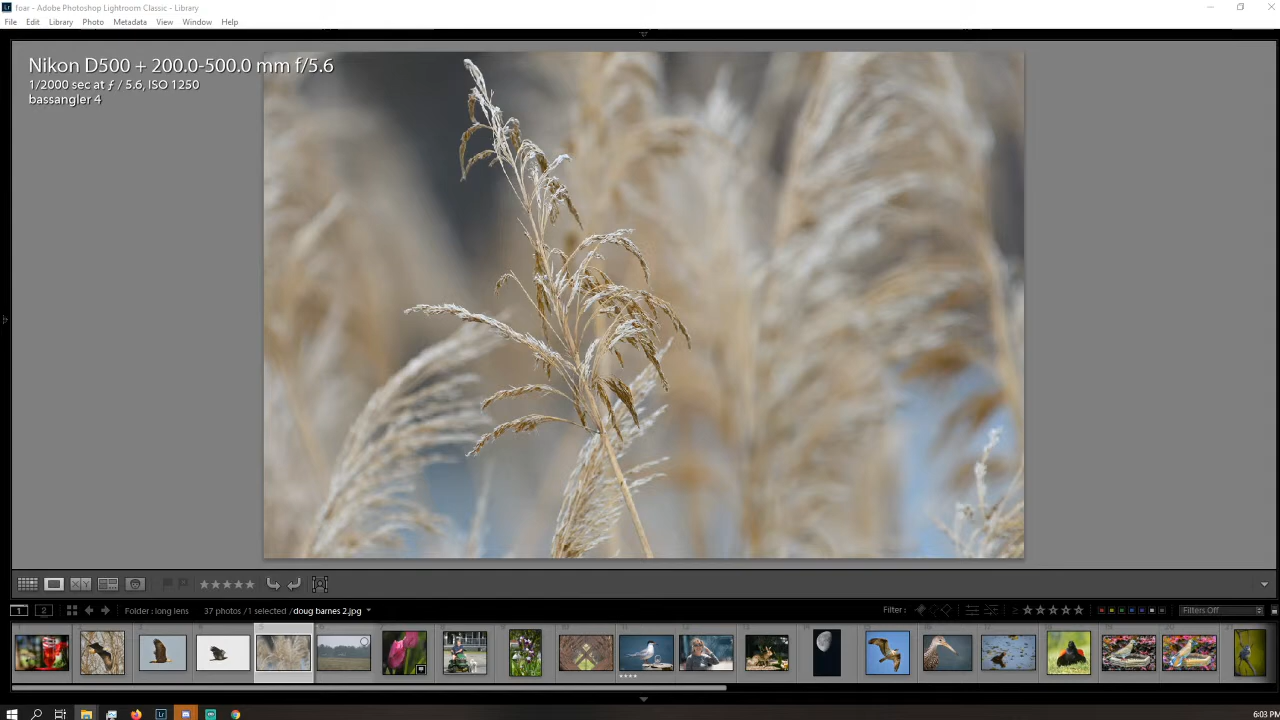 foar - Adobe Photoshop Lightroom Classic - Library
File Edit Library Photo Metadata View Window Help
Nikon D500 + 200.0-500.0 mm f/5.6
1/2000 sec at ƒ / 5.6, ISO 1250
bassangler 4
1 2 Folder : long lens 37 photos /1 selected /doug barnes 2.jpg Filter : Filters Off
6:03 PM